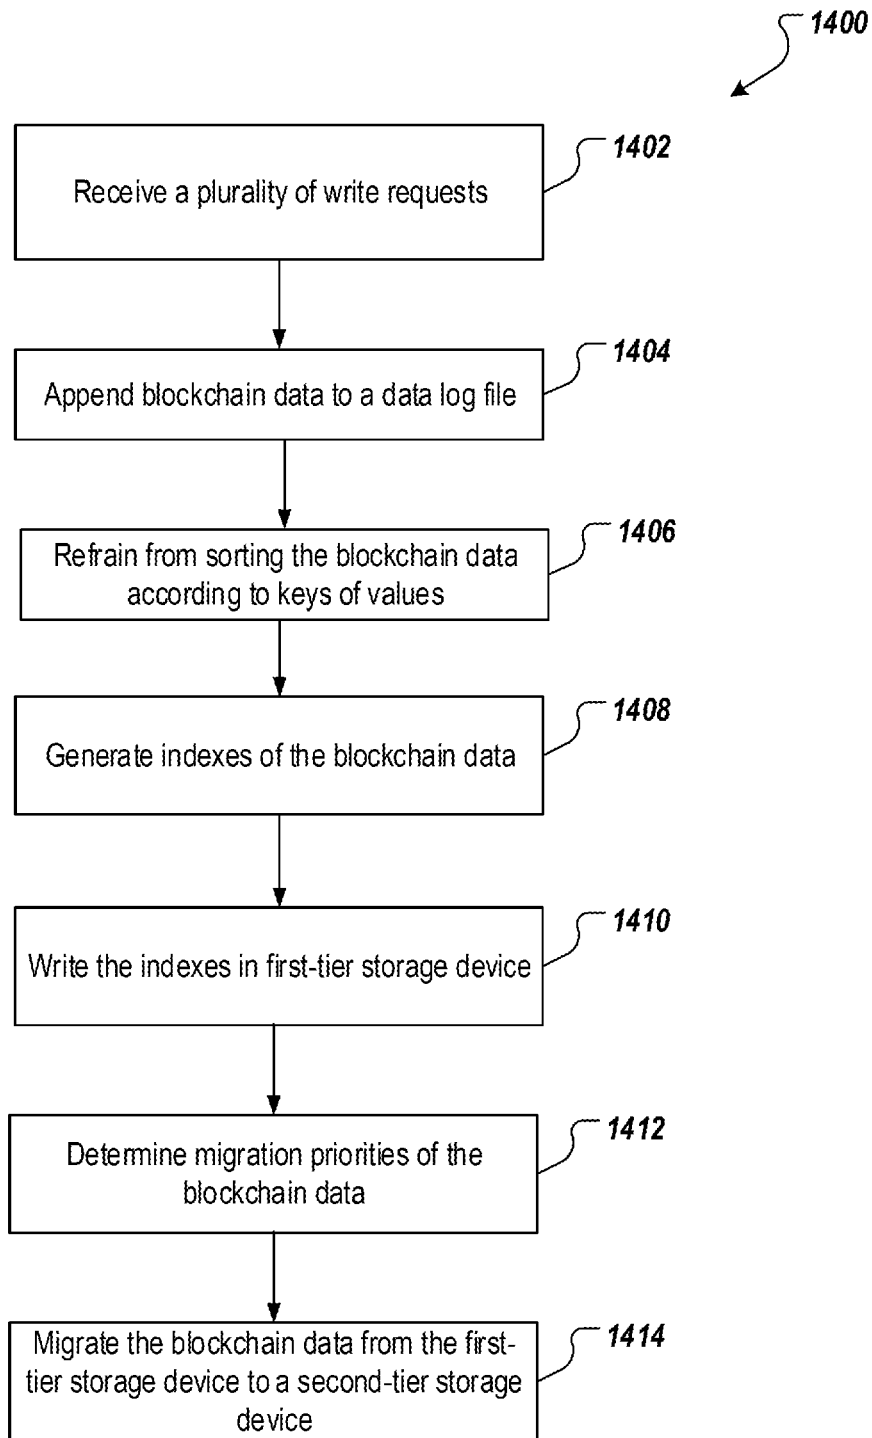 1400
1402
Receive a plurality of write requests
1404
Append blockchain data to a data log file
1406
Refrain from sorting the blockchain data
according to keys of values
1408
Generate indexes of the blockchain data
1410
Write the indexes in first-tier storage device
1412
Determine migration priorities of the
blockchain data
1414
Migrate the blockchain data from the first-
tier storage device to a second-tier storage
device